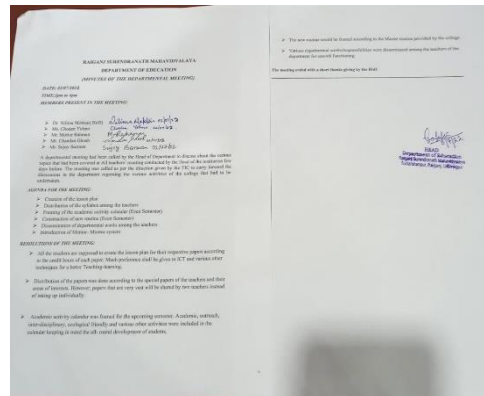 RAIGANJ SURENDRANATH MAHAVIDYALAYA
DEPARTMENT OF EDUCATION
(MINUTES OF THE DEPARTMENTAL MEETING)
DATE:
TIME:
MEMBERS PRESENT IN THE MEETING:
➤ Dr.
➤ Ms.
➤ Mr.
➤ Mr. Chandan Ghosh
➤ Mr. Sujoy Barman
A departmental meeting had been called by the Head of Department to discuss about the various
topics that had been covered in All teachers' meeting conducted by the Head of the institution few
days before. The meeting was called as per the direction given by the TIC to carry forward the
discussions in the department regarding the various activities of the college that had to be
undertaken.
AGENDA FOR THE MEETING:
➤ Creation of the lesson plan
➤ Distribution of the syllabus among the teachers
➤ Framing of the academic activity calendar (Even Semester)
➤ Construction of new routine (Even Semester)
➤ Dissemination of departmental works among the teachers
➤ Introduction of Mentor-Mentee system
RESOLUTIONS OF THE MEETING:
➤ All the teachers are supposed to create the lesson plan for their respective papers according
to the credit hours of each paper. Much preference shall be given to ICT and various other
techniques for a better Teaching-learning.
➤ Distribution of the papers was done according to the special papers of the teachers and their
areas of interest. However, papers that are very vast will be shared by two teachers instead
of taking up individually.
➤ Academic activity calendar was framed for the upcoming semester. Academic, outreach,
inter-disciplinary, ecological friendly and various other activities were included in the
calendar keeping in mind the all-round development of students.
➤ The new routine would be framed according to the Master routine provided by the college.
➤ Various departmental works/responsibilities were disseminated among the teachers of the
department for smooth functioning.
The meeting ended with a short thanks giving by the HoD.
HEAD
Department of Education
Raiganj Surendranath Mahavidyalaya